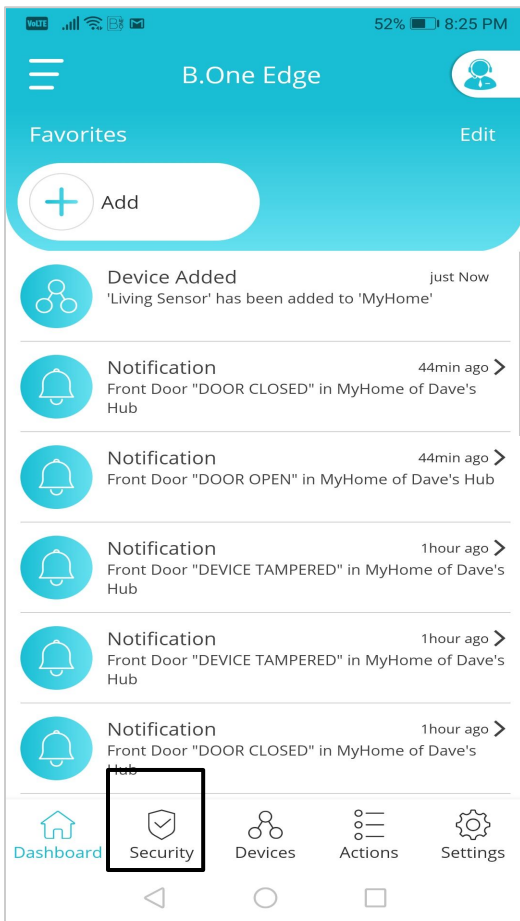 VoLTE 52% 8:25 PM
B.One Edge
Favorites Edit
Add
Device Added just Now
'Living Sensor' has been added to 'MyHome'
Notification 44min ago
Front Door "DOOR CLOSED" in MyHome of Dave's
Hub
Notification 44min ago
Front Door "DOOR OPEN" in MyHome of Dave's Hub
Notification 1hour ago
Front Door "DEVICE TAMPERED" in MyHome of Dave's
Hub
Notification 1hour ago
Front Door "DEVICE TAMPERED" in MyHome of Dave's
Hub
Notification 1hour ago
Front Door "DOOR CLOSED" in MyHome of Dave's
Hub
Dashboard Security Devices Actions Settings